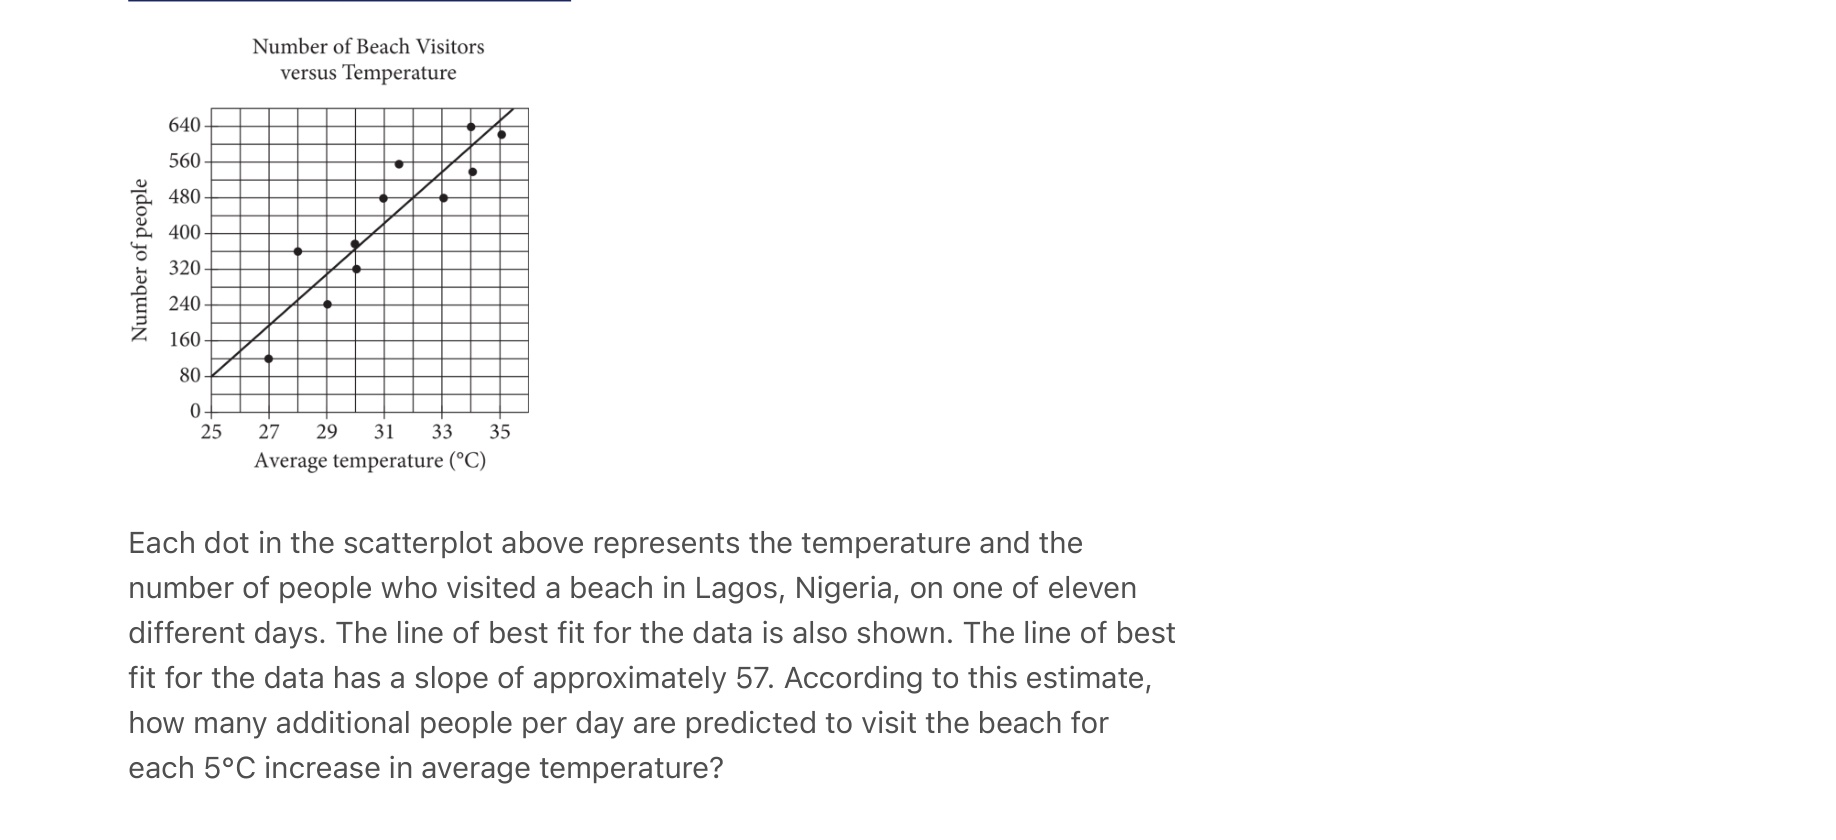 Number of Beach Visitors
versus Temperature
Number of people
640
560
480
400
320
240
160
80
0
25 27 29 31 33 35
Average temperature (°C)
Each dot in the scatterplot above represents the temperature and the
number of people who visited a beach in Lagos, Nigeria, on one of eleven
different days. The line of best fit for the data is also shown. The line of best
fit for the data has a slope of approximately 57. According to this estimate,
how many additional people per day are predicted to visit the beach for
each 5°C increase in average temperature?